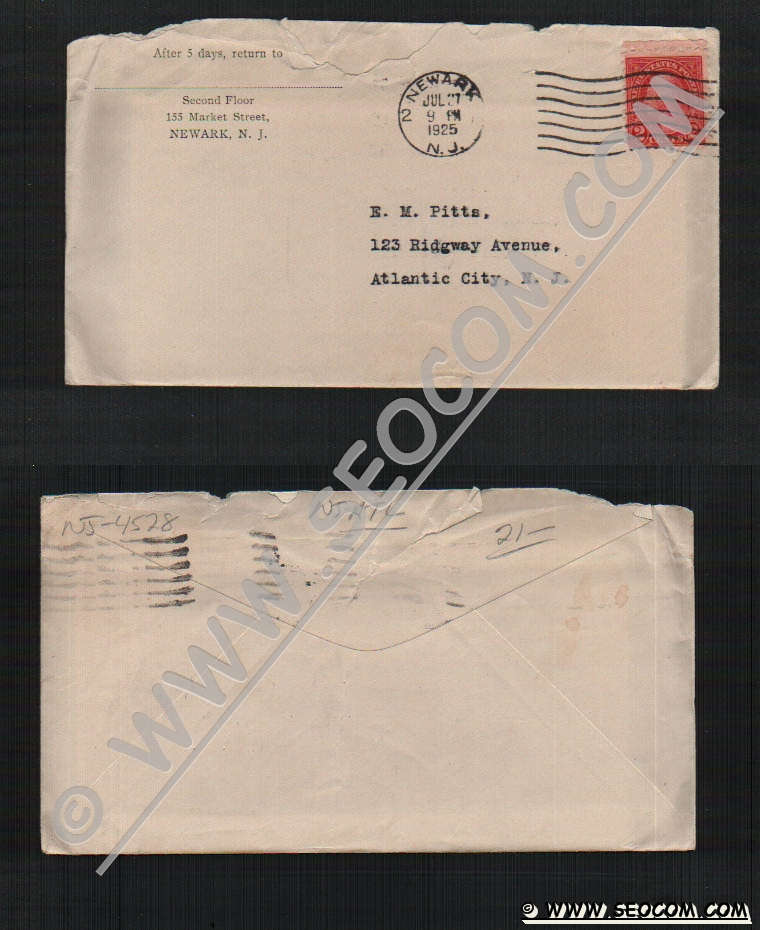 After 5 days, return to
Second Floor
155 Market Street,
NEWARK, N. J.
NEWARK
2
JUL 27
9 PM
1925
N. J.
E. M. Pitts,
123 Ridgway Avenue,
Atlantic City, N. J.
© WWW.SEOCOM.COM
NJ-4528
21-
© WWW.SEOCOM.COM